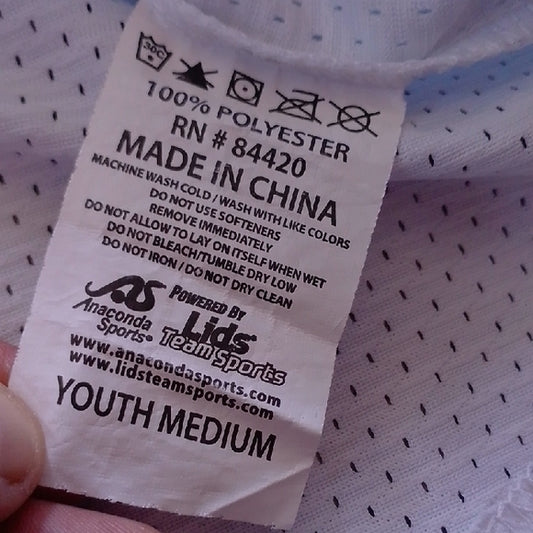 30C
100% POLYESTER
RN # 84420
MADE IN CHINA
MACHINE WASH COLD / WASH WITH LIKE COLORS
DO NOT USE SOFTENERS
REMOVE IMMEDIATELY
DO NOT ALLOW TO LAY ON ITSELF WHEN WET
DO NOT BLEACH/TUMBLE DRY LOW
DO NOT IRON / DO NOT DRY CLEAN
AS
Anaconda
Sports®
POWERED BY
Lids
Team Sports
www.anacondasports.com
www.lidsteamsports.com
YOUTH MEDIUM